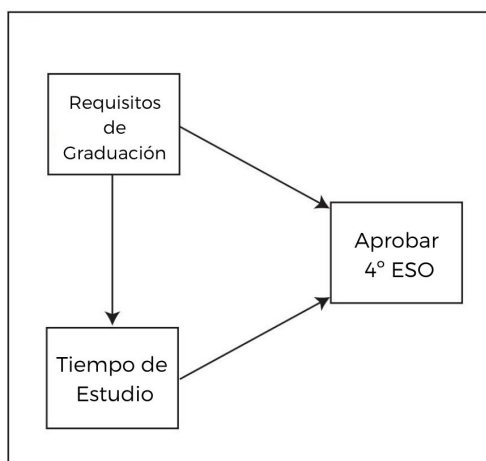 Requisitos
de
Graduación
Aprobar
4º ESO
Tiempo de
Estudio